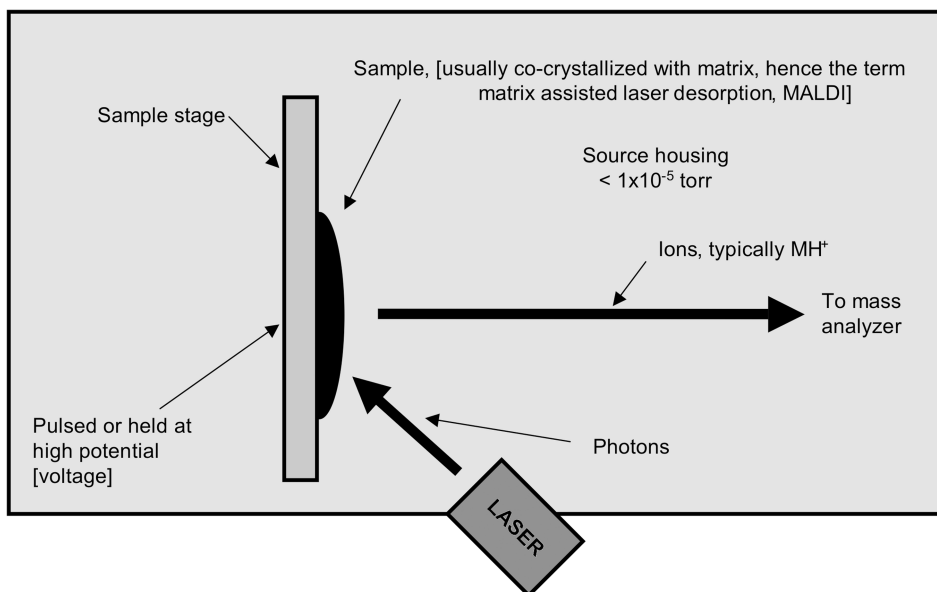 Sample, [usually co-crystallized with matrix, hence the term
matrix assisted laser desorption, MALDI]
Sample stage
Source housing
< 1x10⁻⁵ torr
Ions, typically MH⁺
To mass
analyzer
Pulsed or held at
high potential
[voltage]
Photons
LASER